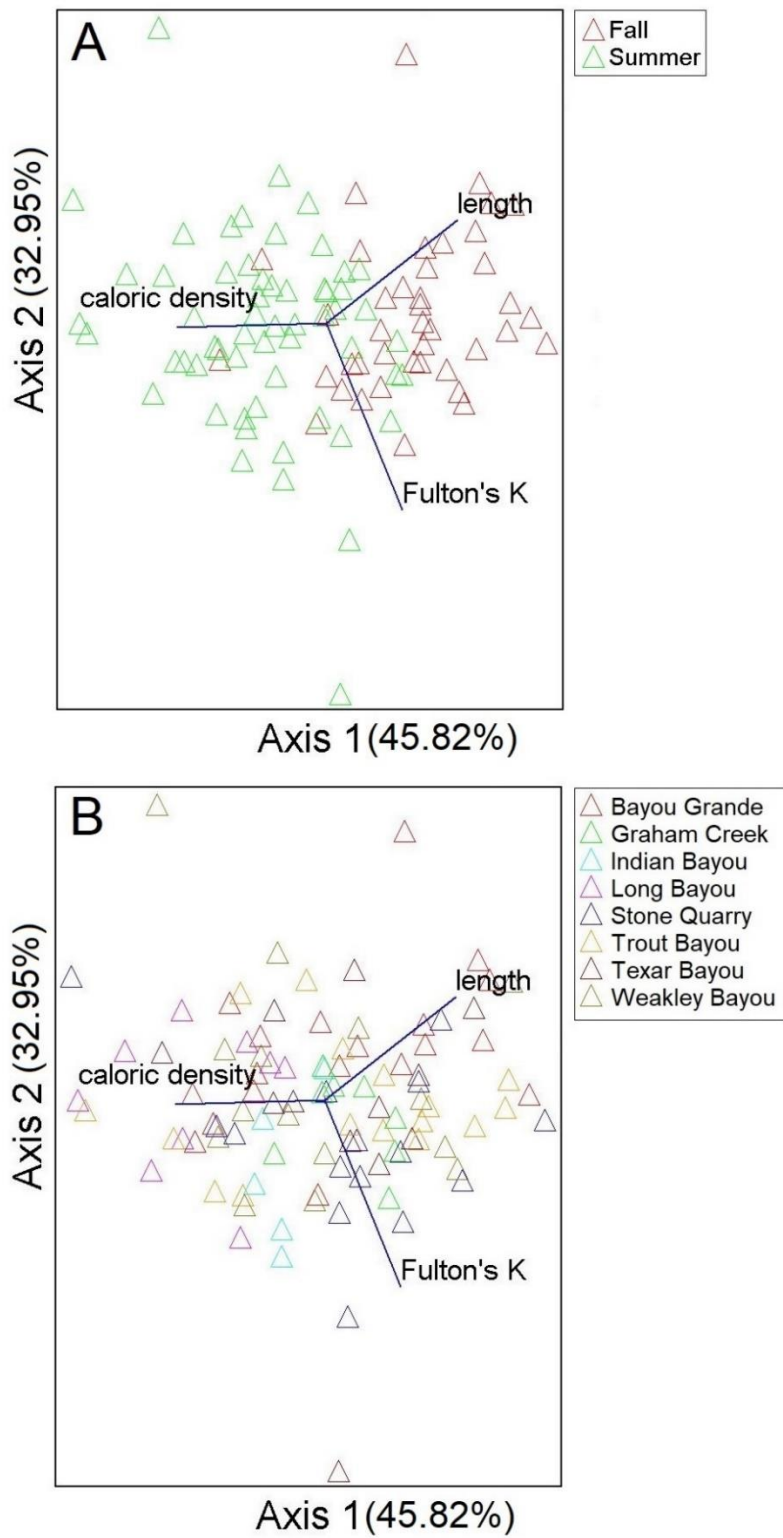 A
Fall
Summer
length
caloric density
Fulton's K
Axis 2 (32.95%)
Axis 1(45.82%)
B
Bayou Grande
Graham Creek
Indian Bayou
Long Bayou
Stone Quarry
Trout Bayou
Texar Bayou
Weakley Bayou
length
caloric density
Fulton's K
Axis 2 (32.95%)
Axis 1(45.82%)